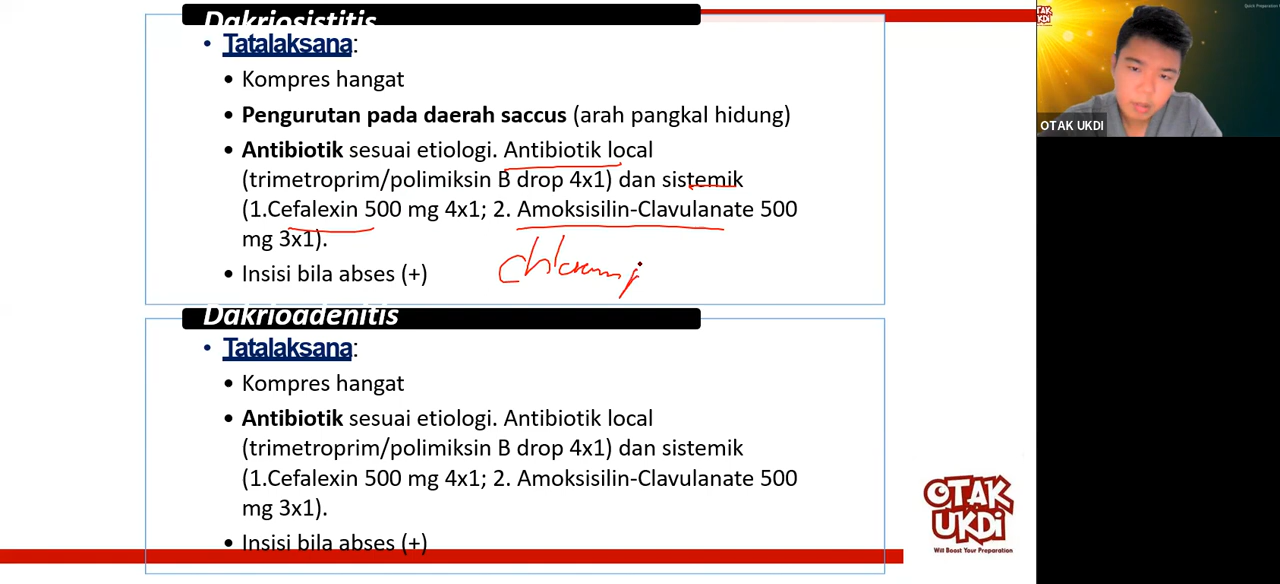 Dakriosistitis
• Tatalaksana:
• Kompres hangat
• Pengurutan pada daerah saccus (arah pangkal hidung)
• Antibiotik sesuai etiologi. Antibiotik local
(trimetroprim/polimiksin B drop 4x1) dan sistemik
(1.Cefalexin 500 mg 4x1; 2. Amoksisilin-Clavulanate 500
mg 3x1).
• Insisi bila abses (+)
Dakrioadenitis
• Tatalaksana:
• Kompres hangat
• Antibiotik sesuai etiologi. Antibiotik local
(trimetroprim/polimiksin B drop 4x1) dan sistemik
(1.Cefalexin 500 mg 4x1; 2. Amoksisilin-Clavulanate 500
mg 3x1).
• Insisi bila abses (+)
OTAK
UKDI
Will Boost Your Preparation
OTAK UKDI